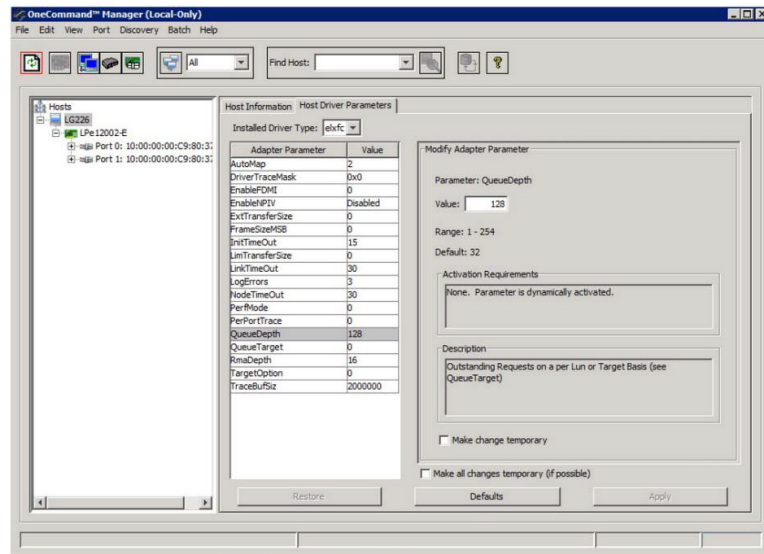 OneCommand™ Manager (Local-Only)
File Edit View Port Discovery Batch Help
All
Find Host:
Hosts
LG226
LPe12002-E
Port 0: 10:00:00:00:C9:80:37
Port 1: 10:00:00:00:C9:80:37
Host Information Host Driver Parameters
Installed Driver Type: elxfc
Adapter Parameter Value
AutoMap 2
DriverTraceMask 0x0
EnableFDMI 0
EnableNPIV Disabled
ExtTransferSize 0
FrameSizeMSB 0
InitTimeOut 15
LimTransferSize 0
LinkTimeOut 30
LogErrors 3
NodeTimeOut 30
PerfMode 0
PerPortTrace 0
QueueDepth 128
QueueTarget 0
RmaDepth 16
TargetOption 0
TraceBufSiz 2000000
Modify Adapter Parameter
Parameter: QueueDepth
Value: 128
Range: 1 - 254
Default: 32
Activation Requirements
None. Parameter is dynamically activated.
Description
Outstanding Requests on a per Lun or Target Basis (see
QueueTarget)
Make change temporary
Make all changes temporary (if possible)
Restore Defaults Apply